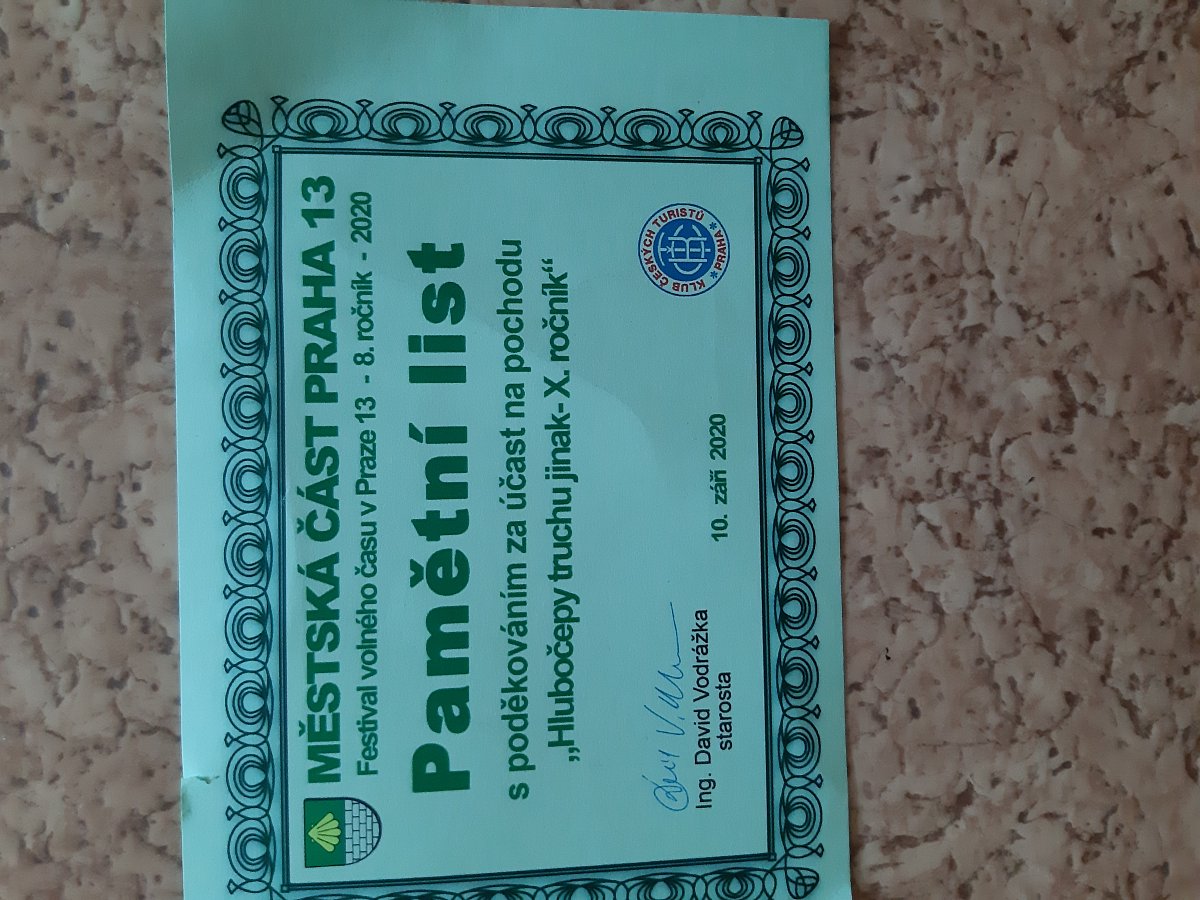 MĚSTSKÁ ČÁST PRAHA 13
Festival volného času v Praze 13 - 8. ročník - 2020
Pamětní list
s poděkováním za účast na pochodu
„Hlubočepy truchu jinak- X. ročník“
KLUB ČESKÝCH TURISTŮ
* PRAHA *
10. září 2020
Ing. David Vodrážka
starosta